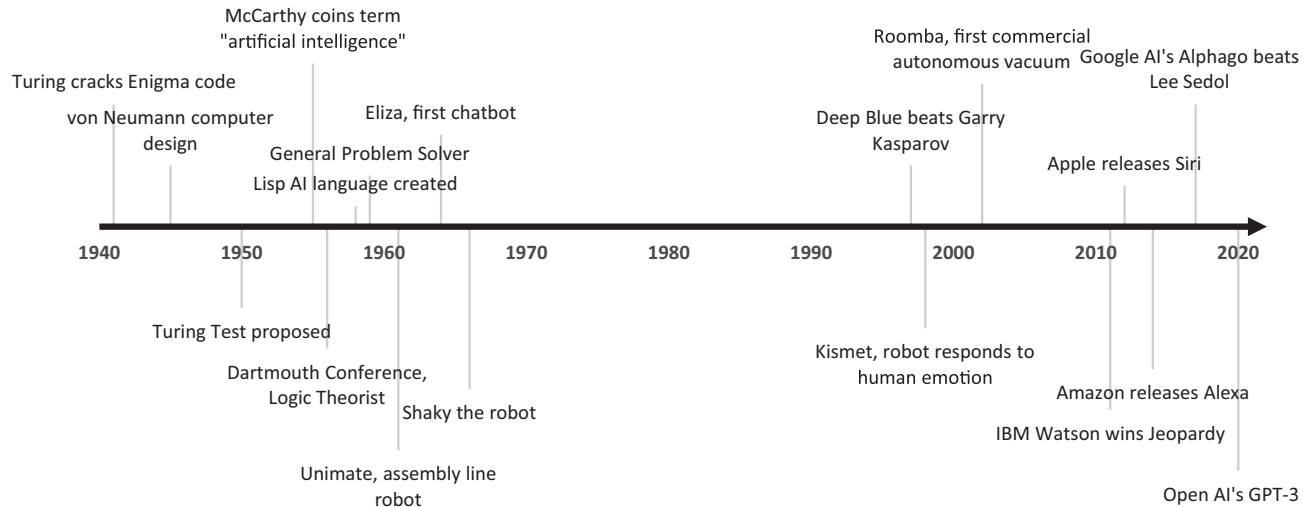 McCarthy coins term
"artificial intelligence"
Turing cracks Enigma code
von Neumann computer
design
Eliza, first chatbot
General Problem Solver
Lisp AI language created
Roomba, first commercial
autonomous vacuum
Google AI's Alphago beats
Lee Sedol
Deep Blue beats Garry
Kasparov
Apple releases Siri
1940 1950 1960 1970 1980 1990 2000 2010 2020
Turing Test proposed
Dartmouth Conference,
Logic Theorist
Shaky the robot
Unimate, assembly line
robot
Kismet, robot responds to
human emotion
Amazon releases Alexa
IBM Watson wins Jeopardy
Open AI's GPT-3